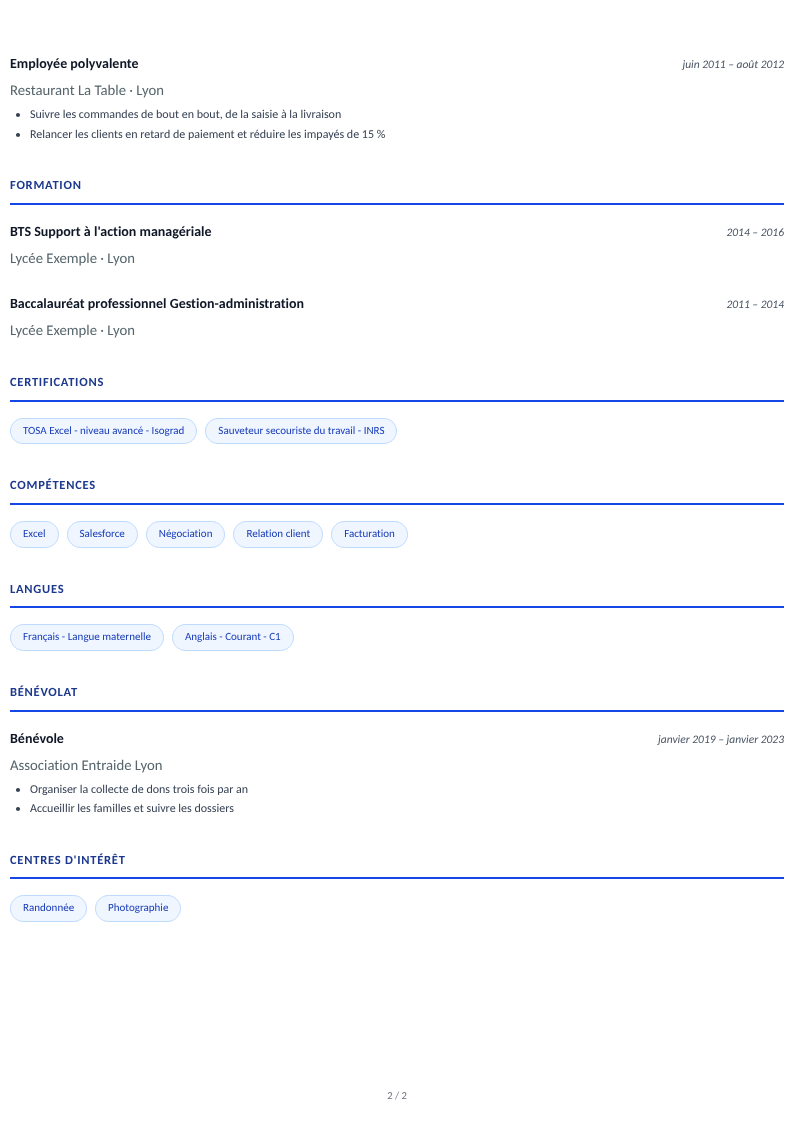 Employée polyvalente juin 2011 – août 2012
Restaurant La Table · Lyon
• Suivre les commandes de bout en bout, de la saisie à la livraison
• Relancer les clients en retard de paiement et réduire les impayés de 15 %
FORMATION
BTS Support à l'action managériale 2014 – 2016
Lycée Exemple · Lyon
Baccalauréat professionnel Gestion-administration 2011 – 2014
Lycée Exemple · Lyon
CERTIFICATIONS
TOSA Excel - niveau avancé - Isograd Sauveteur secouriste du travail - INRS
COMPÉTENCES
Excel Salesforce Négociation Relation client Facturation
LANGUES
Français - Langue maternelle Anglais - Courant - C1
BÉNÉVOLAT
Bénévole janvier 2019 – janvier 2023
Association Entraide Lyon
• Organiser la collecte de dons trois fois par an
• Accueillir les familles et suivre les dossiers
CENTRES D'INTÉRÊT
Randonnée Photographie
2 / 2